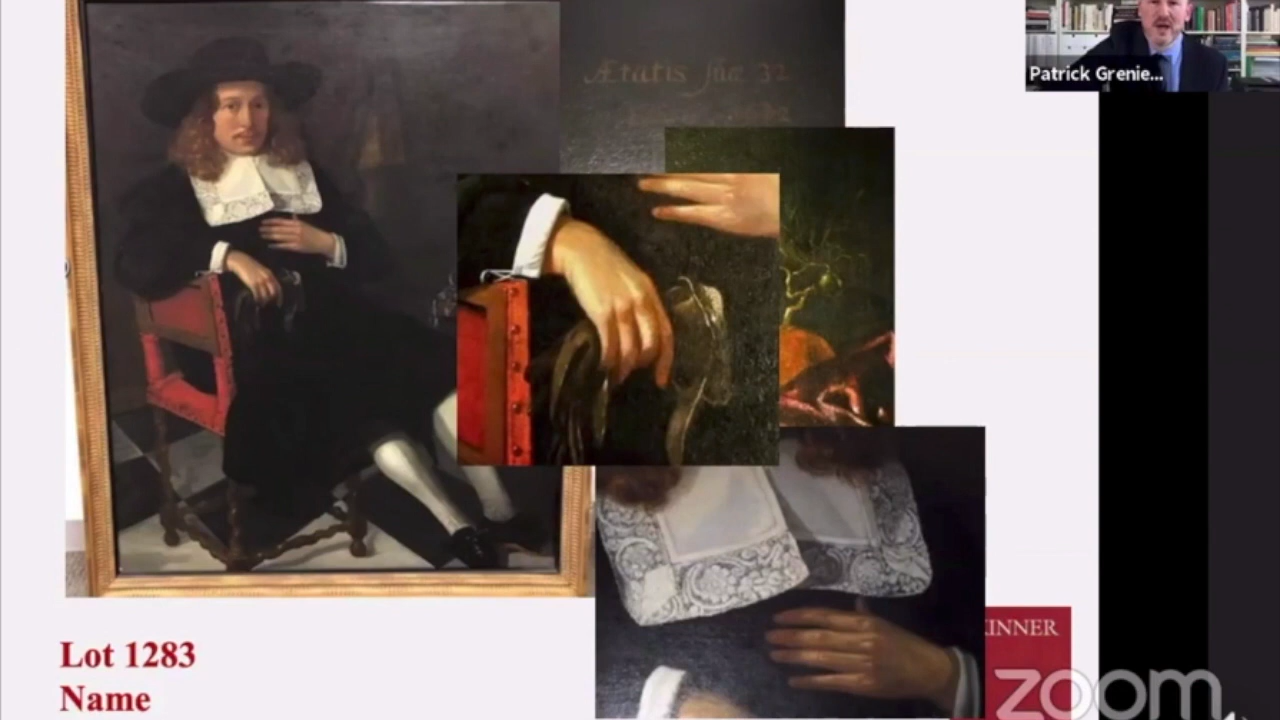 Patrick Grenie...
Ætatis suæ 32
Lot 1283
Name
INNER
zoom